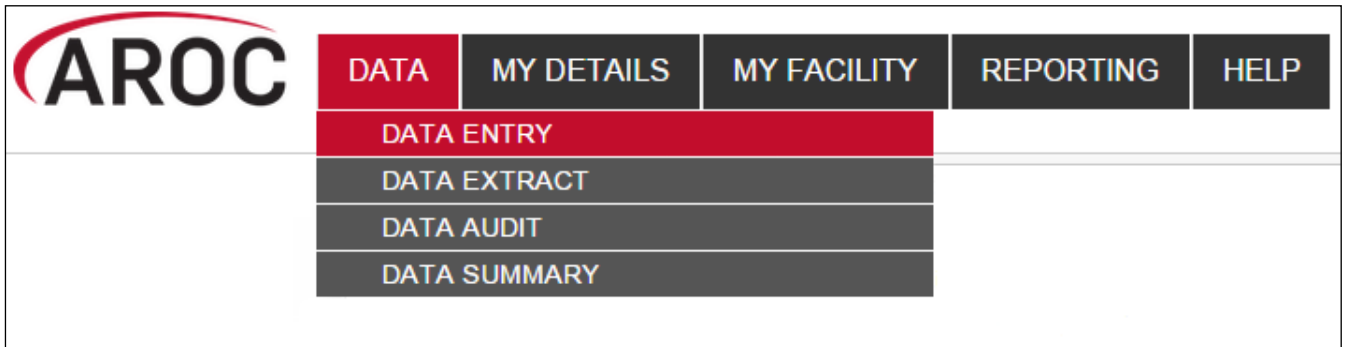 AROC DATA MY DETAILS MY FACILITY REPORTING HELP
DATA ENTRY
DATA EXTRACT
DATA AUDIT
DATA SUMMARY